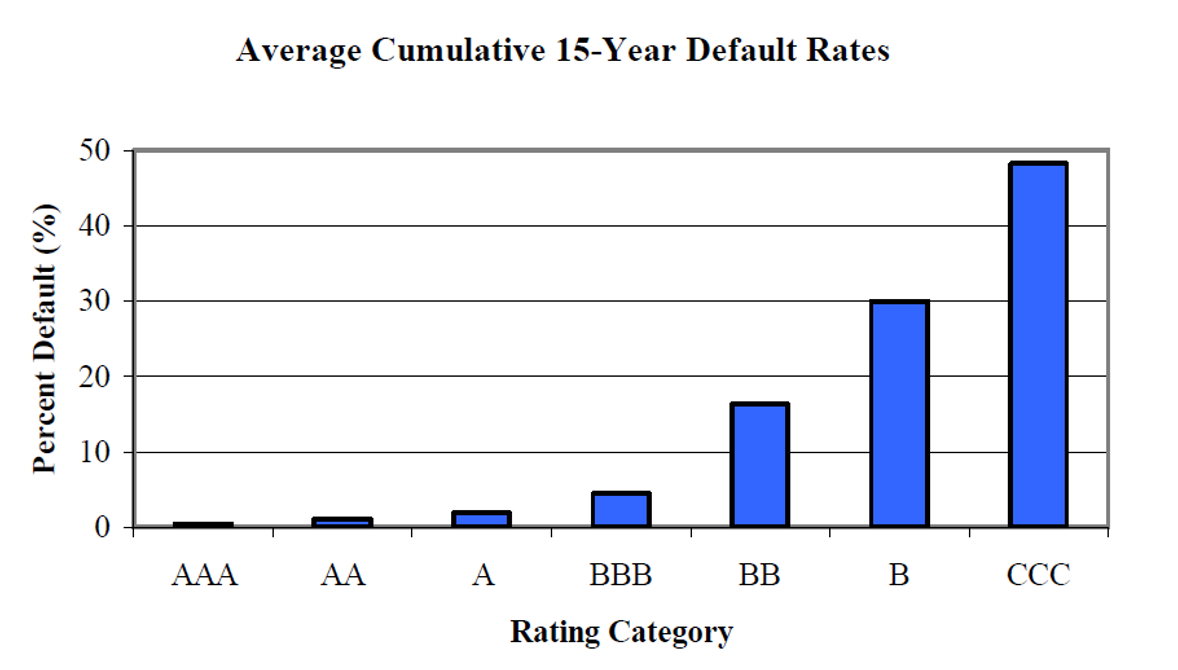 Average Cumulative 15-Year Default Rates
Percent Default (%)
50
40
30
20
10
0
AAA AA A BBB BB B CCC
Rating Category